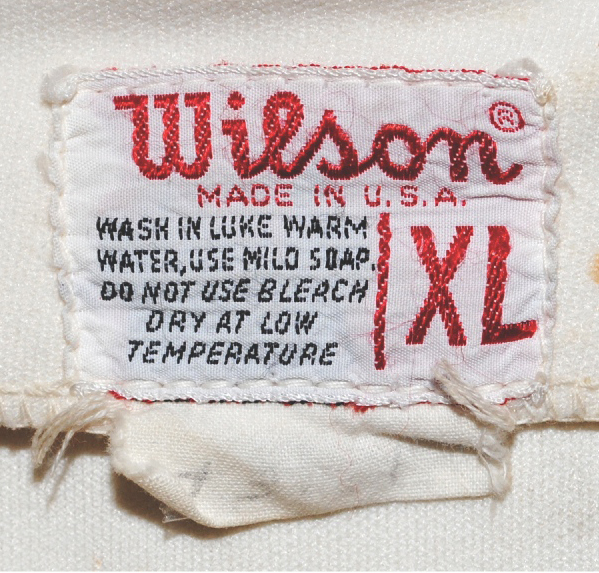 Wilson®
MADE IN U.S.A.
WASH IN LUKE WARM
WATER, USE MILD SOAP.
DO NOT USE BLEACH
DRY AT LOW
TEMPERATURE
XL